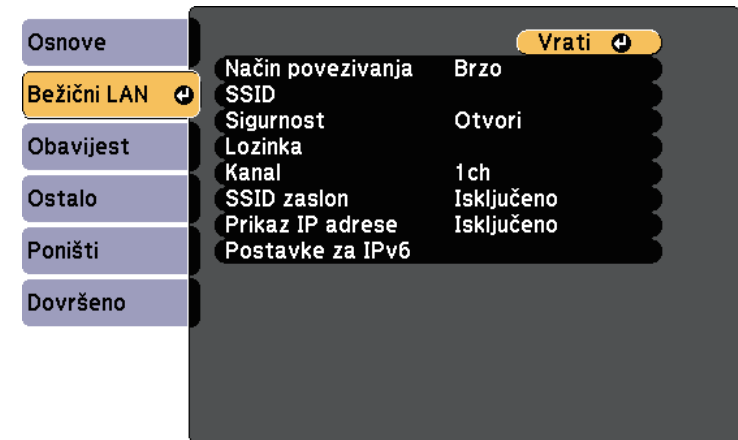 Osnove
Bežični LAN
Obavijest
Ostalo
Poništi
Dovršeno
Vrati
Način povezivanja Brzo
SSID
Sigurnost Otvori
Lozinka
Kanal 1ch
SSID zaslon Isključeno
Prikaz IP adrese Isključeno
Postavke za IPv6